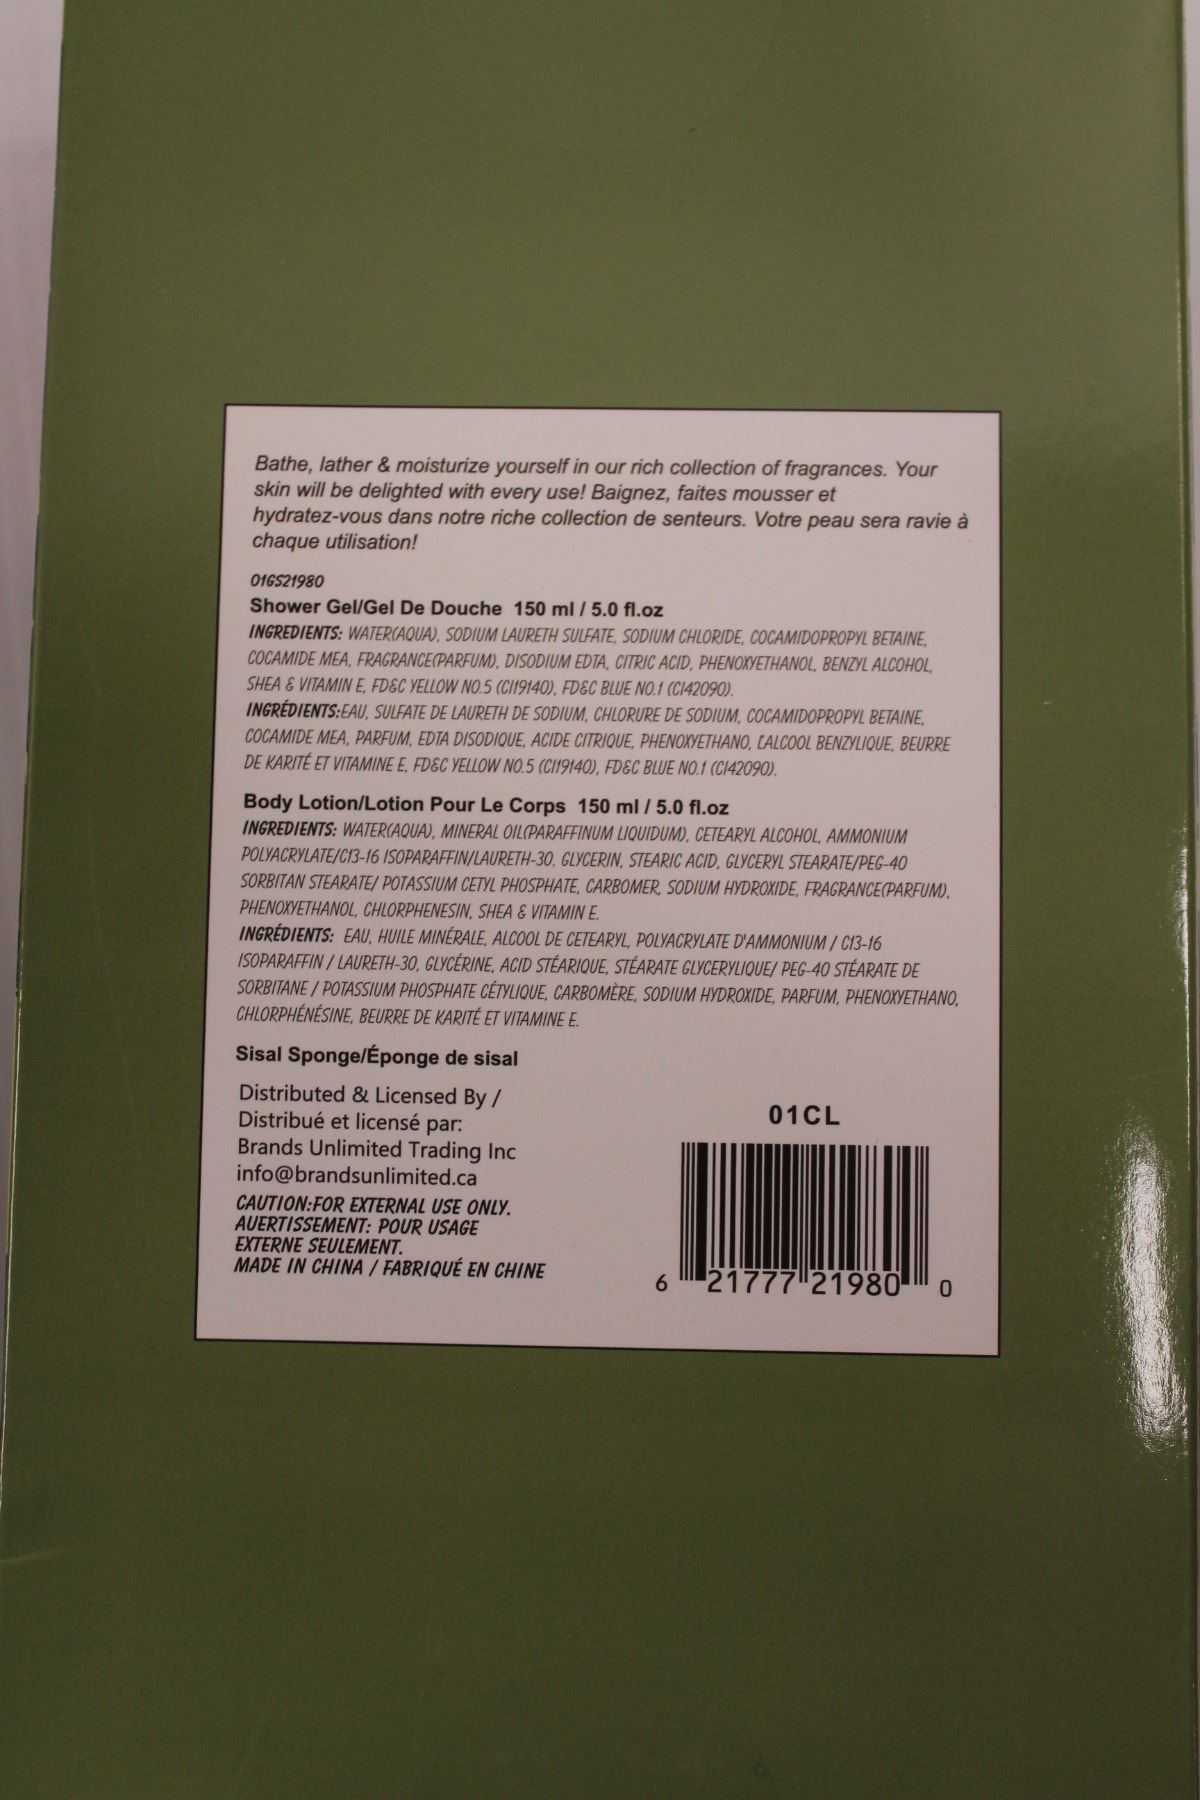 Bathe, lather & moisturize yourself in our rich collection of fragrances. Your
skin will be delighted with every use! Baignez, faites mousser et
hydratez-vous dans notre riche collection de senteurs. Votre peau sera ravie à
chaque utilisation!
01GS21980
Shower Gel/Gel De Douche 150 ml / 5.0 fl.oz
INGREDIENTS: WATER(AQUA), SODIUM LAURETH SULFATE, SODIUM CHLORIDE, COCAMIDOPROPYL BETAINE,
COCAMIDE MEA, FRAGRANCE(PARFUM), DISODIUM EDTA, CITRIC ACID, PHENOXYETHANOL, BENZYL ALCOHOL,
SHEA & VITAMIN E, FD&C YELLOW NO.5 (CI19140), FD&C BLUE NO.1 (CI42090).
INGRÉDIENTS:EAU, SULFATE DE LAURETH DE SODIUM, CHLORURE DE SODIUM, COCAMIDOPROPYL BETAINE,
COCAMIDE MEA, PARFUM, EDTA DISODIQUE, ACIDE CITRIQUE, PHENOXYETHANO, L'ALCOOL BENZYLIQUE, BEURRE
DE KARITÉ ET VITAMINE E, FD&C YELLOW NO.5 (CI19140), FD&C BLUE NO.1 (CI42090).
Body Lotion/Lotion Pour Le Corps 150 ml / 5.0 fl.oz
INGREDIENTS: WATER(AQUA), MINERAL OIL(PARAFFINUM LIQUIDUM), CETEARYL ALCOHOL, AMMONIUM
POLYACRYLATE/C13-16 ISOPARAFFIN/LAURETH-30, GLYCERIN, STEARIC ACID, GLYCERYL STEARATE/PEG-40
SORBITAN STEARATE/ POTASSIUM CETYL PHOSPHATE, CARBOMER, SODIUM HYDROXIDE, FRAGRANCE(PARFUM),
PHENOXYETHANOL, CHLORPHENESIN, SHEA & VITAMIN E.
INGRÉDIENTS: EAU, HUILE MINÉRALE, ALCOOL DE CETEARYL, POLYACRYLATE D'AMMONIUM / C13-16
ISOPARAFFIN / LAURETH-30, GLYCÉRINE, ACID STÉARIQUE, STÉARATE GLYCERYLIQUE/ PEG-40 STÉARATE DE
SORBITANE / POTASSIUM PHOSPHATE CÉTYLIQUE, CARBOMÈRE, SODIUM HYDROXIDE, PARFUM, PHENOXYETHANO,
CHLORPHÉNÉSINE, BEURRE DE KARITÉ ET VITAMINE E.
Sisal Sponge/Éponge de sisal
Distributed & Licensed By /
Distribué et licensé par:
Brands Unlimited Trading Inc
info@brandsunlimited.ca
CAUTION:FOR EXTERNAL USE ONLY.
AUERTISSEMENT: POUR USAGE
EXTERNE SEULEMENT.
MADE IN CHINA / FABRIQUÉ EN CHINE
01CL
6 21777 21980 0